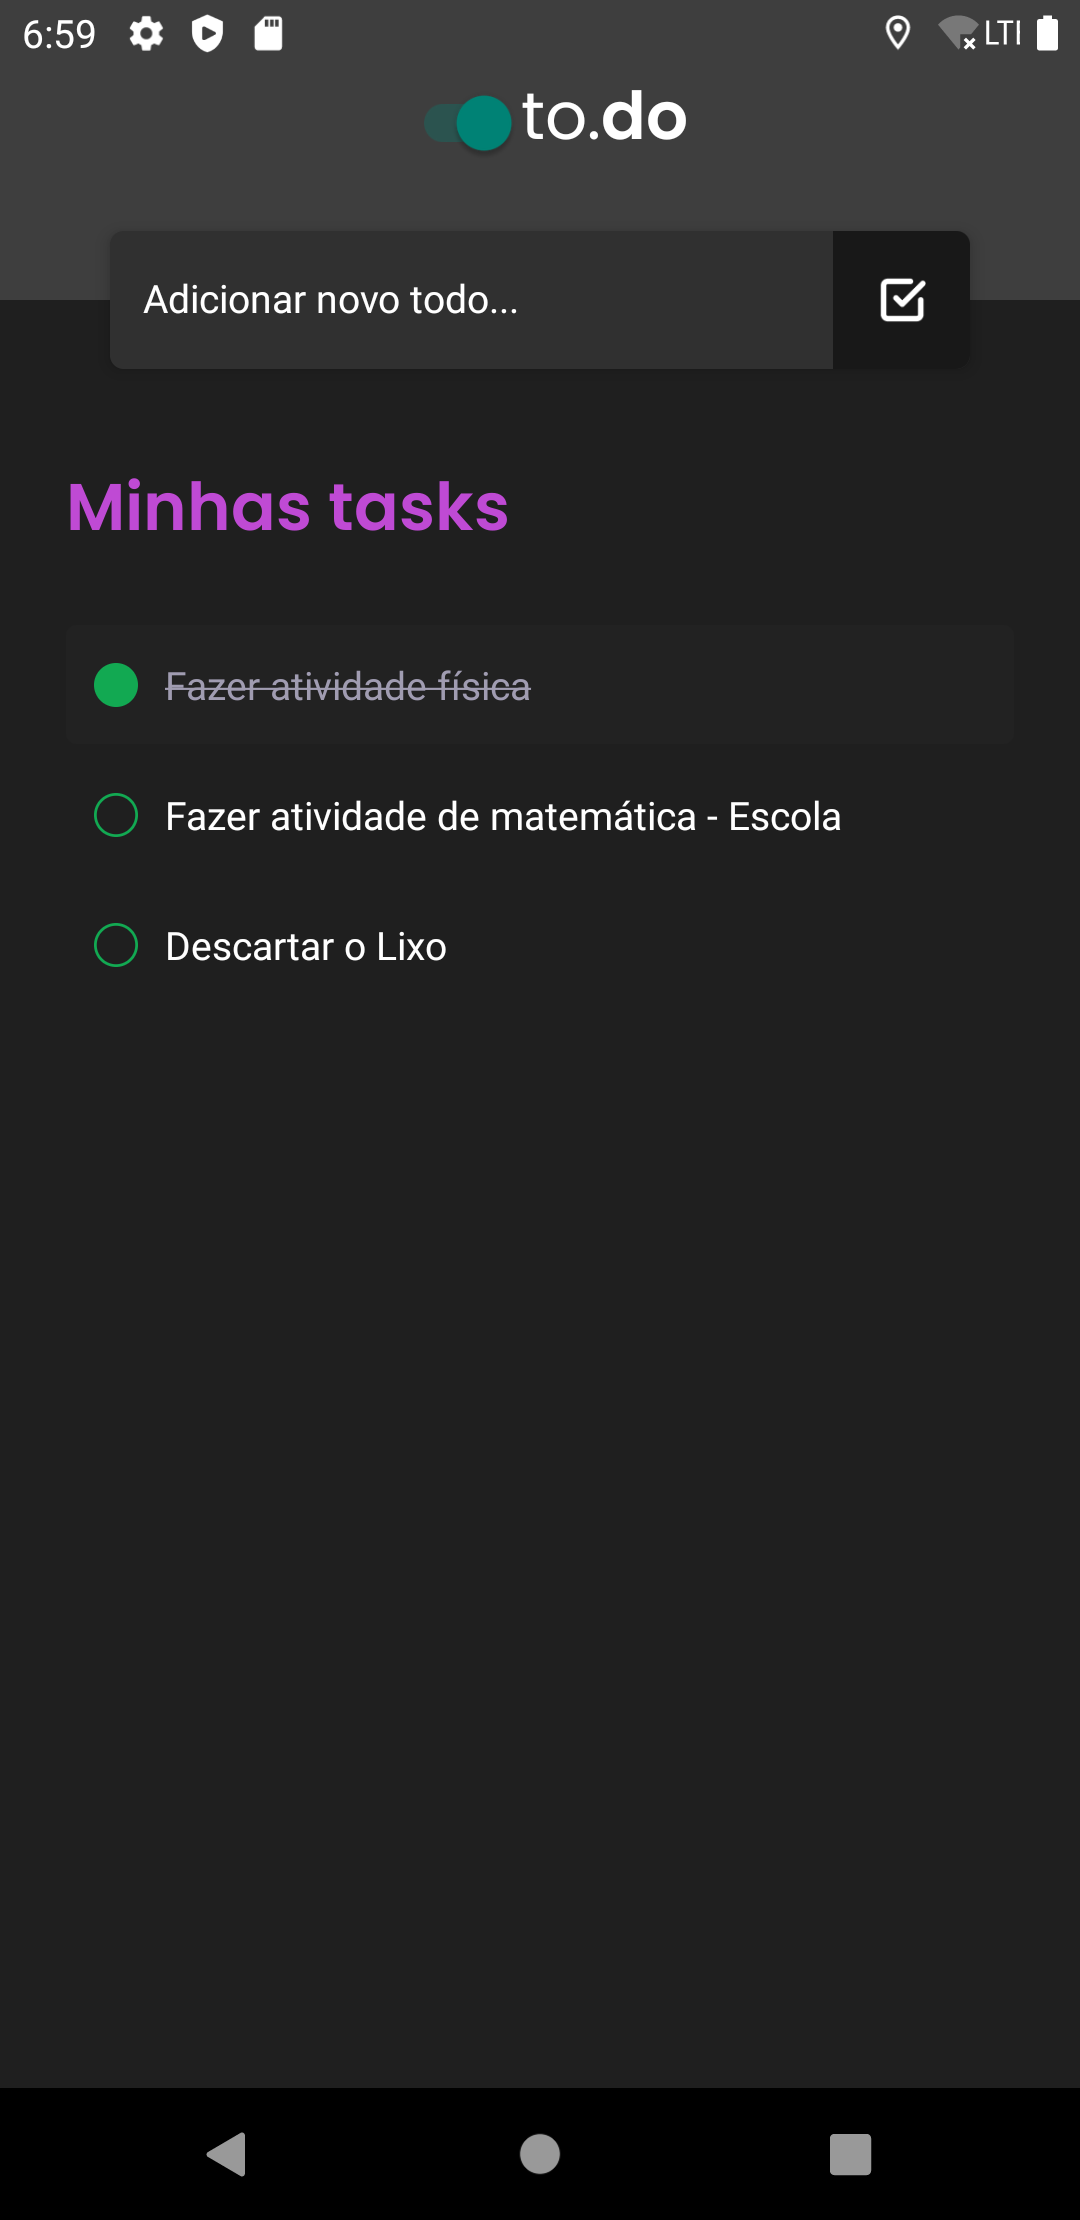 6:59
to.do
Adicionar novo todo...
Minhas tasks
Fazer atividade física
Fazer atividade de matemática - Escola
Descartar o Lixo